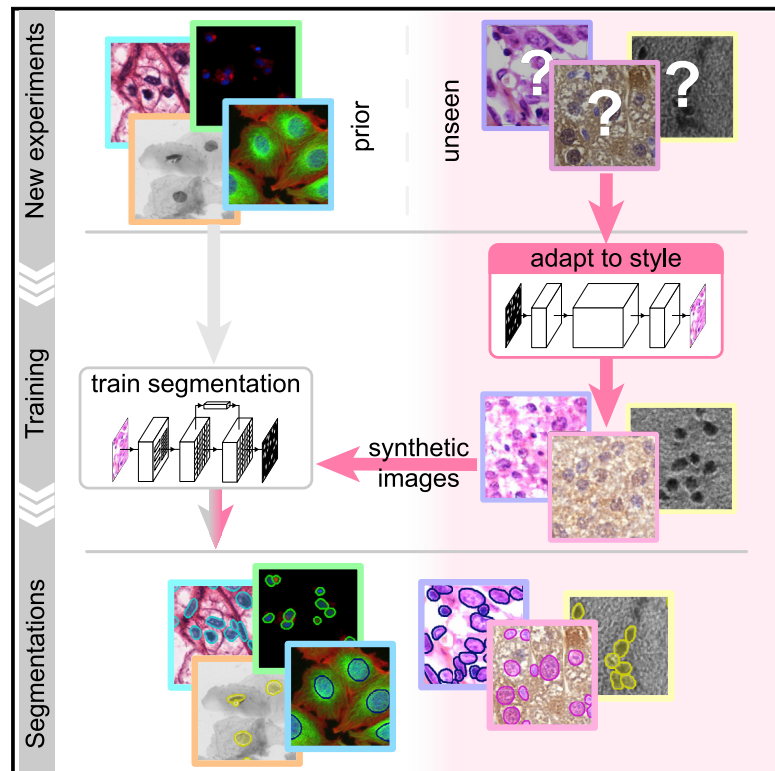 New experiments
prior
unseen
?
?
?
adapt to style
Training
train segmentation
synthetic
images
Segmentations